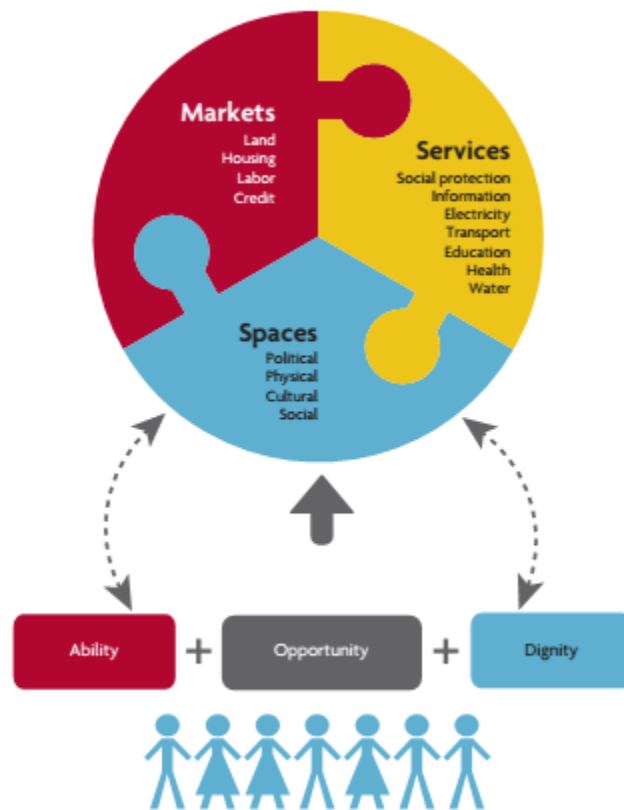 Markets
Land
Housing
Labor
Credit
Services
Social protection
Information
Electricity
Transport
Education
Health
Water
Spaces
Political
Physical
Cultural
Social
Ability + Opportunity + Dignity